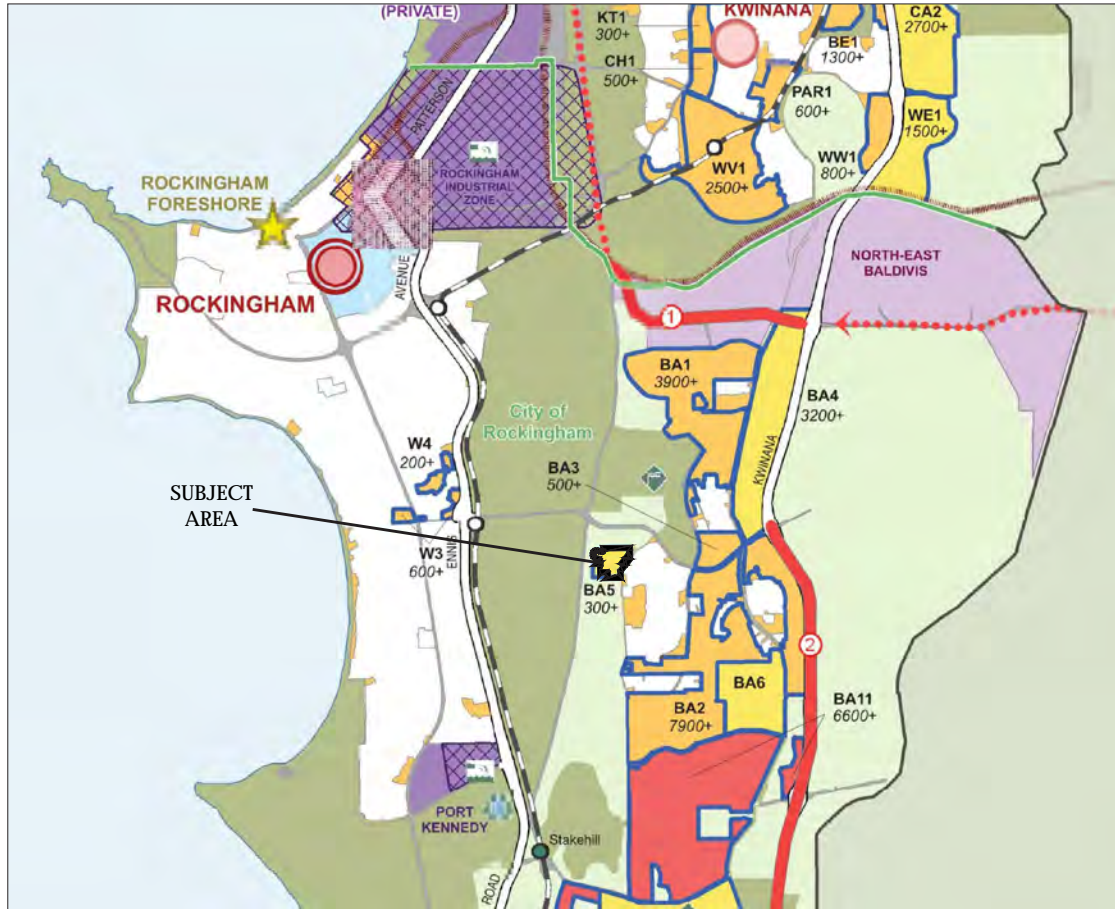 (PRIVATE)
KT1
300+
KWINANA
CA2
2700+
BE1
1300+
CH1
500+
PAR1
600+
WE1
1500+
PATTERSON
WV1
2500+
WW1
800+
ROCKINGHAM
INDUSTRIAL
ZONE
ROCKINGHAM
FORESHORE
AVENUE
NORTH-EAST
BALDIVIS
ROCKINGHAM
1
BA1
3900+
BA4
3200+
City of
Rockingham
KWINANA
W4
200+
BA3
500+
SUBJECT
AREA
W3
600+
ENNIS
BA5
300+
2
BA6
BA11
6600+
BA2
7900+
PORT
KENNEDY
Stakehill
ROAD